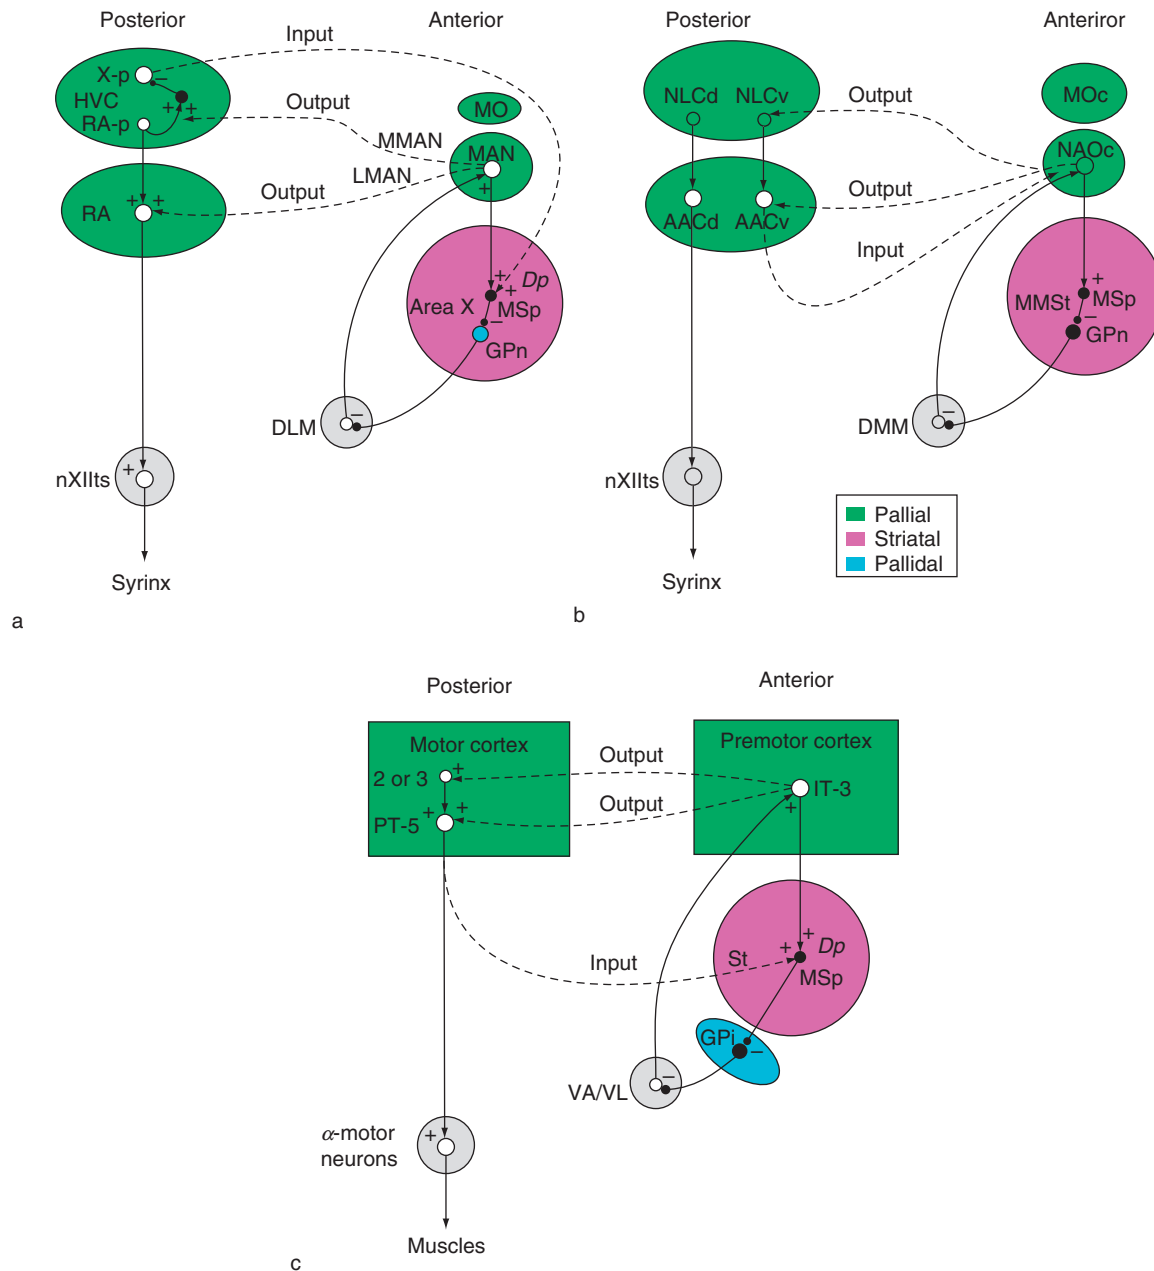 Posterior
Anterior
Input
X-p
–
HVC
+ +
RA-p
Output
MO
MMAN
MAN
LMAN
+
Output
RA
+ +
+
+
Dp
Area X
MSp
–
GPn
DLM
–
nXIIts
+
Syrinx
a
Posterior
Anteriror
NLCd
NLCv
Output
MOc
NAOc
Output
AACd
AACv
Input
+
MMSt
MSp
–
GPn
DMM
–
nXIIts
Pallial
Striatal
Pallidal
Syrinx
b
Posterior
Anterior
Motor cortex
Premotor cortex
Output
2 or 3
+
IT-3
Output
+
PT-5
+ +
Input
St
+ +
Dp
MSp
GPi
–
VA/VL
–
α-motor
neurons
+
Muscles
c